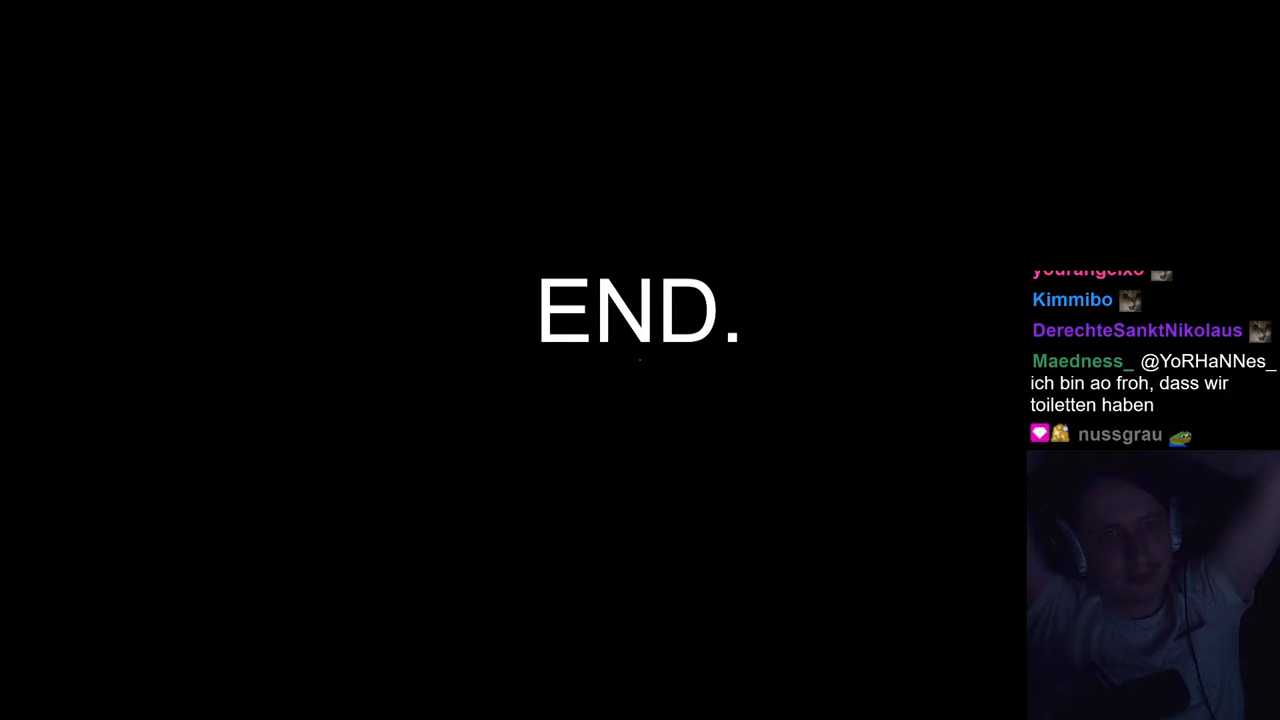 END.
Kimmibo
DerechteSanktNikolaus
Maedness_ @YoRHaNNes_
ich bin ao froh, dass wir
toiletten haben
nussgrau